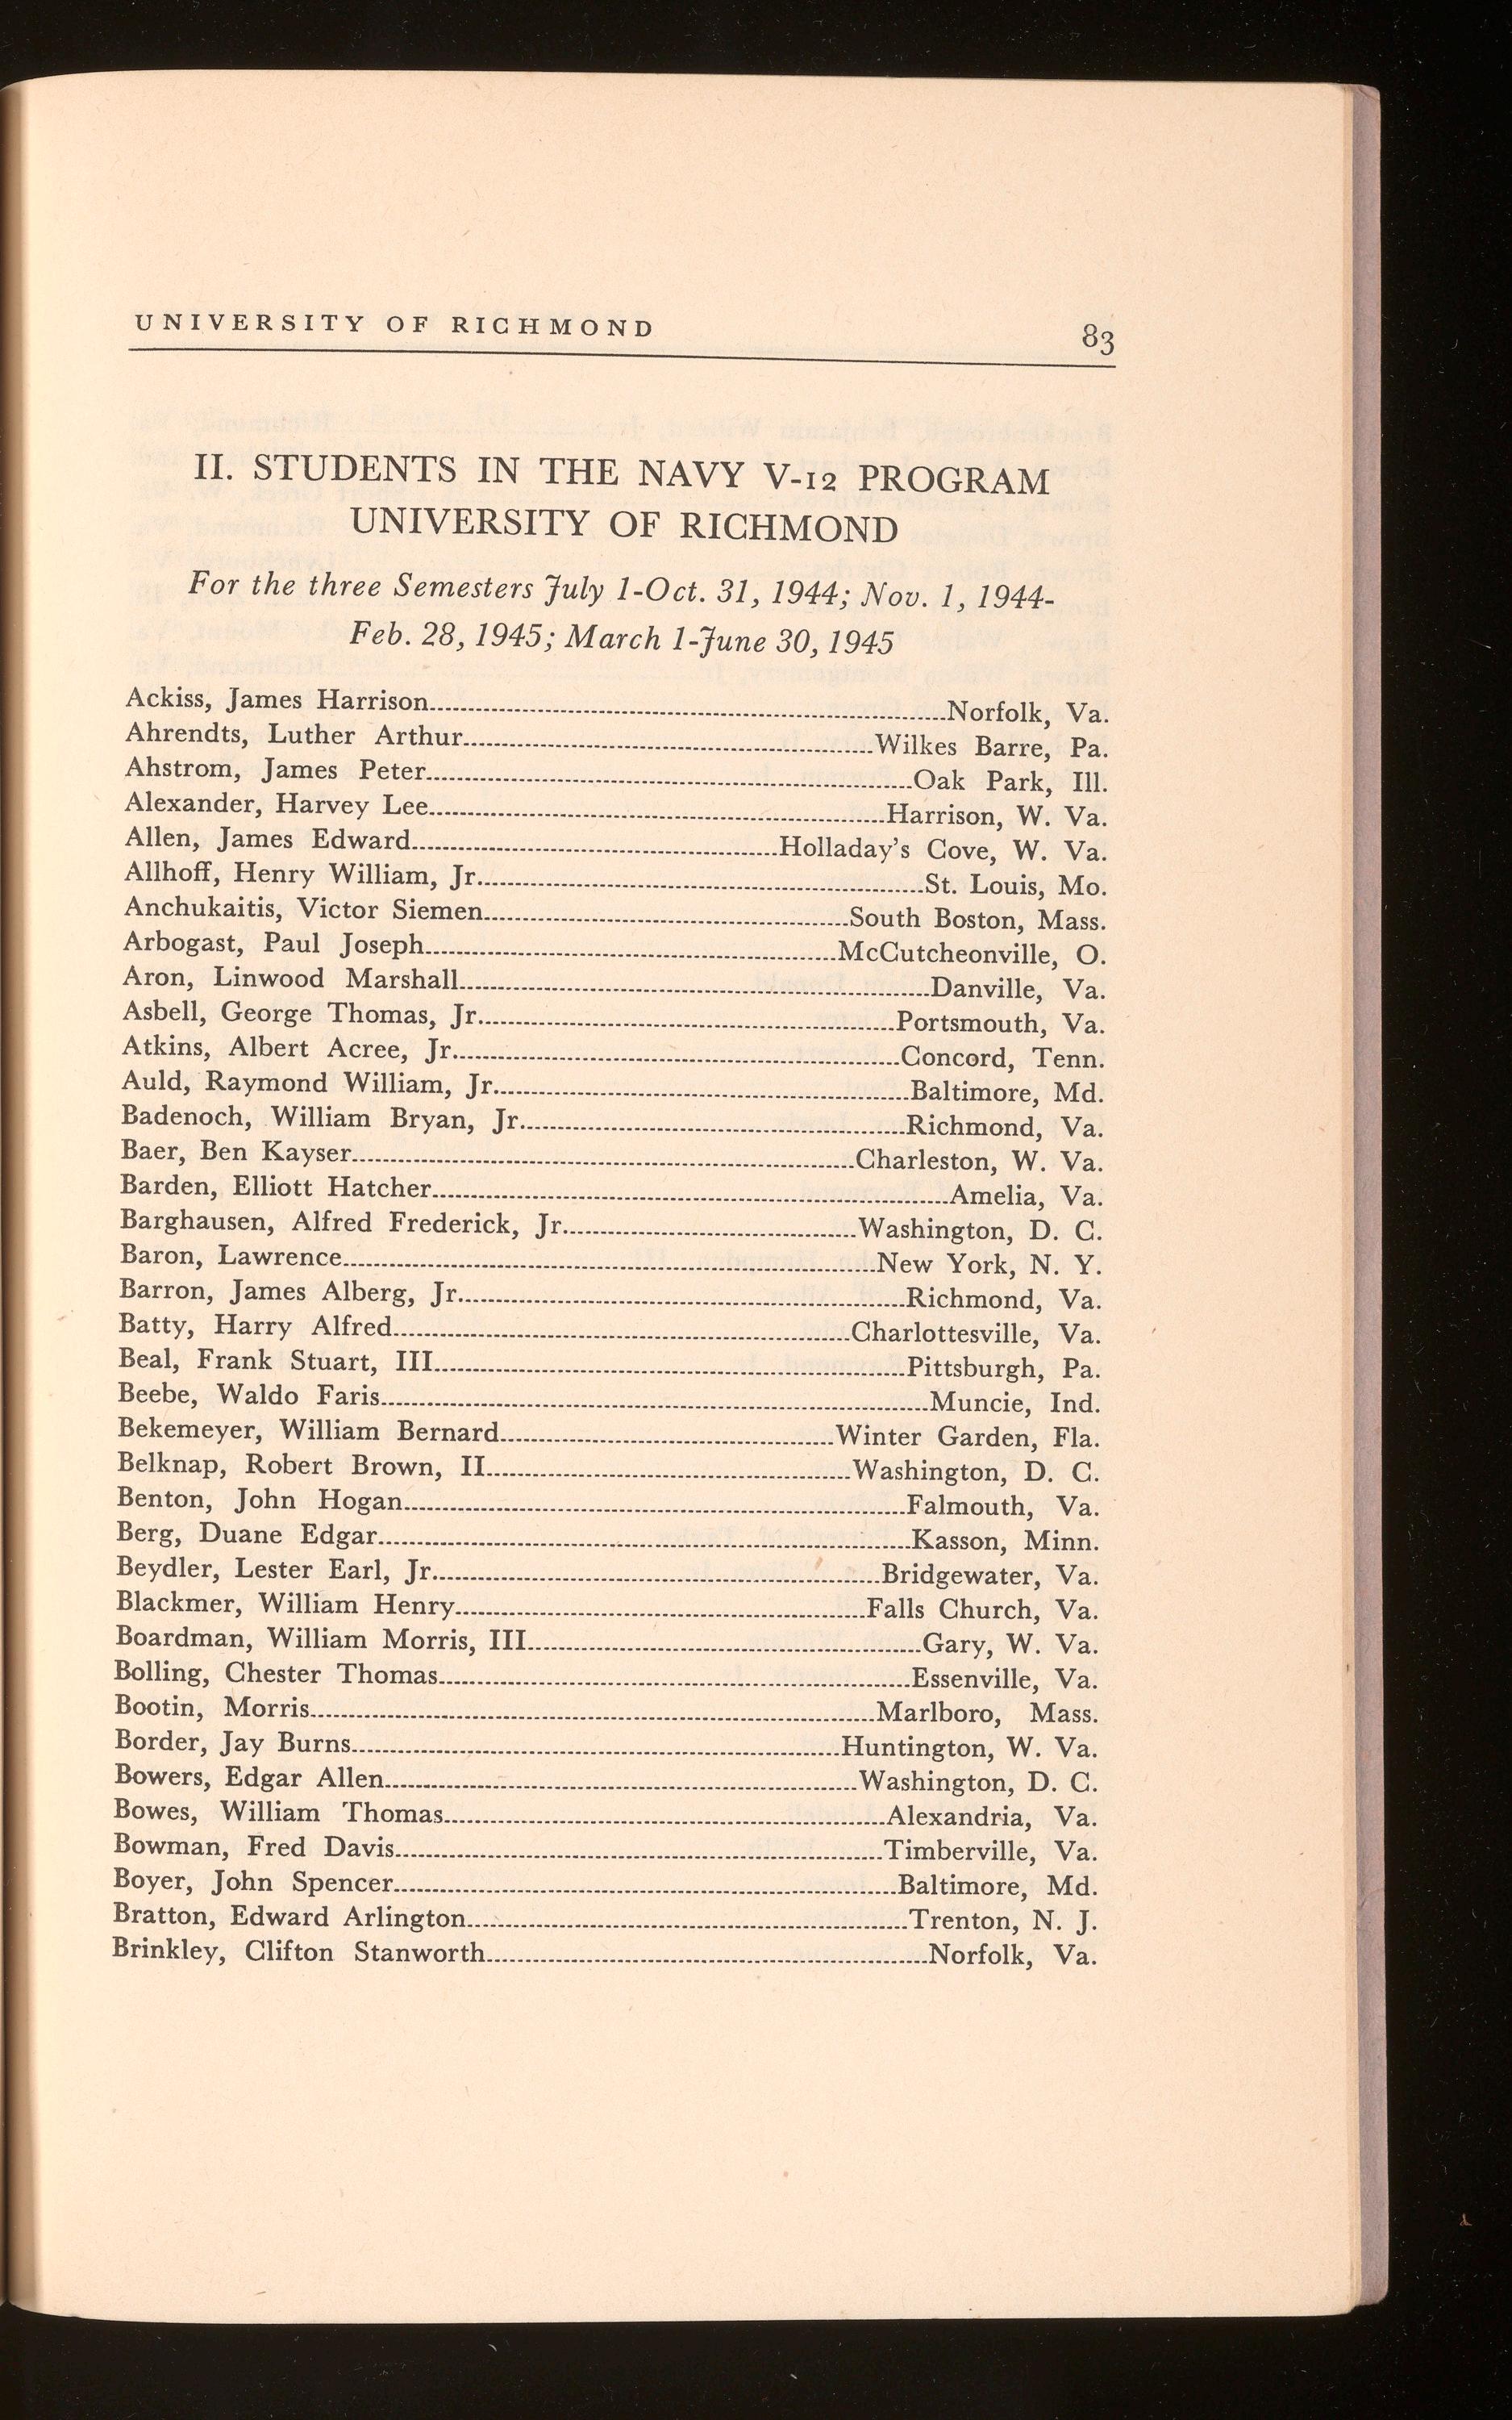 UNIVERSITY OF RICHMOND 83
II. STUDENTS IN THE NAVY V-12 PROGRAM
UNIVERSITY OF RICHMOND
For the three Semesters July 1-Oct. 31, 1944; Nov. 1, 1944-
Feb. 28, 1945; March 1-June 30, 1945
Ackiss, James Harrison Norfolk, Va.
Ahrendts, Luther Arthur Wilkes Barre, Pa.
Ahstrom, James Peter Oak Park, Ill.
Alexander, Harvey Lee Harrison, W. Va.
Allen, James Edward Holladay's Cove, W. Va.
Allhoff, Henry William, Jr. St. Louis, Mo.
Anchukaitis, Victor Siemen South Boston, Mass.
Arbogast, Paul Joseph McCutcheonville, O.
Aron, Linwood Marshall Danville, Va.
Asbell, George Thomas, Jr. Portsmouth, Va.
Atkins, Albert Acree, Jr. Concord, Tenn.
Auld, Raymond William, Jr. Baltimore, Md.
Badenoch, William Bryan, Jr. Richmond, Va.
Baer, Ben Kayser Charleston, W. Va.
Barden, Elliott Hatcher Amelia, Va.
Barghausen, Alfred Frederick, Jr. Washington, D. C.
Baron, Lawrence New York, N. Y.
Barron, James Alberg, Jr. Richmond, Va.
Batty, Harry Alfred Charlottesville, Va.
Beal, Frank Stuart, III Pittsburgh, Pa.
Beebe, Waldo Faris Muncie, Ind.
Bekemeyer, William Bernard Winter Garden, Fla.
Belknap, Robert Brown, II Washington, D. C.
Benton, John Hogan Falmouth, Va.
Berg, Duane Edgar Kasson, Minn.
Beydler, Lester Earl, Jr. Bridgewater, Va.
Blackmer, William Henry Falls Church, Va.
Boardman, William Morris, III Gary, W. Va.
Bolling, Chester Thomas Essenville, Va.
Bootin, Morris Marlboro, Mass.
Border, Jay Burns Huntington, W. Va.
Bowers, Edgar Allen Washington, D. C.
Bowes, William Thomas Alexandria, Va.
Bowman, Fred Davis Timberville, Va.
Boyer, John Spencer Baltimore, Md.
Bratton, Edward Arlington Trenton, N. J.
Brinkley, Clifton Stanworth Norfolk, Va.